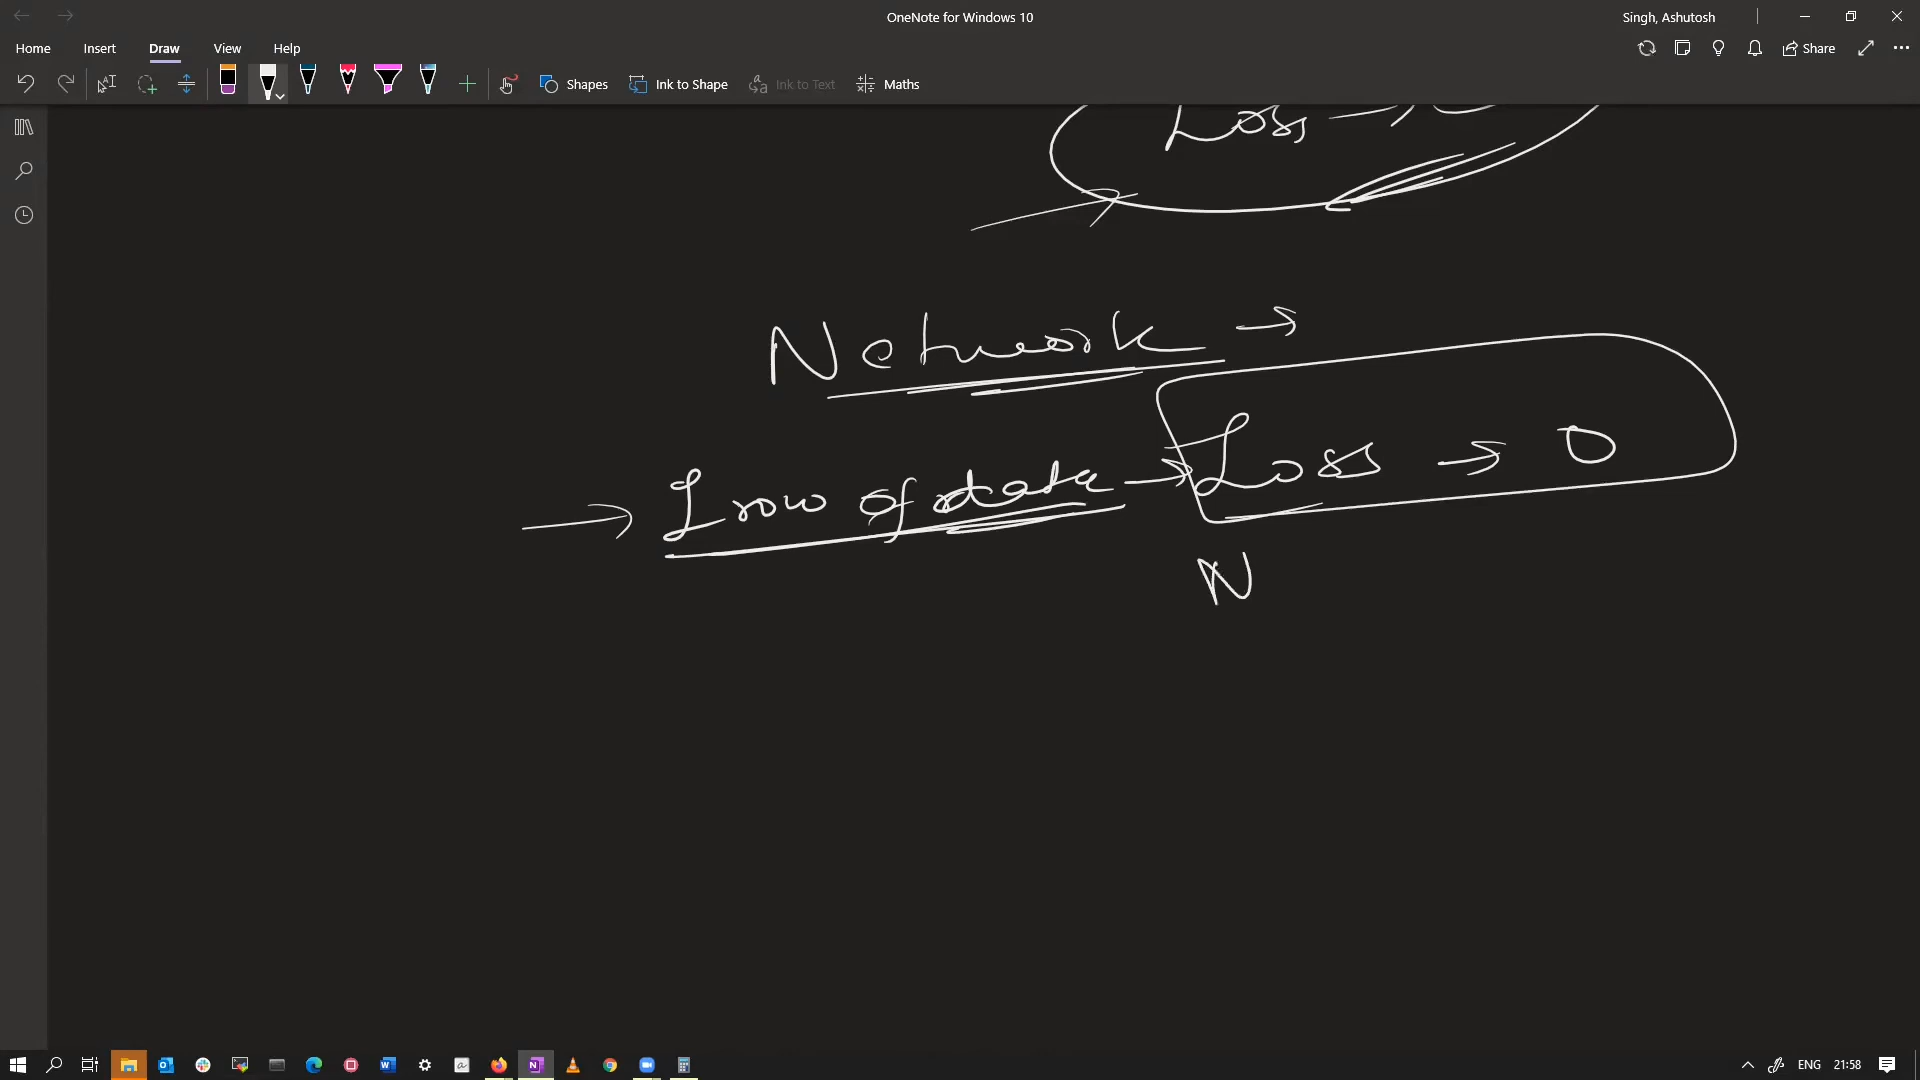 OneNote for Windows 10
Singh, Ashutosh
Home Insert Draw View Help
Share
Shapes Ink to Shape Ink to Text Maths
Loss →
Network →
→ 1 row of data → Loss → 0
N
ENG 21:58